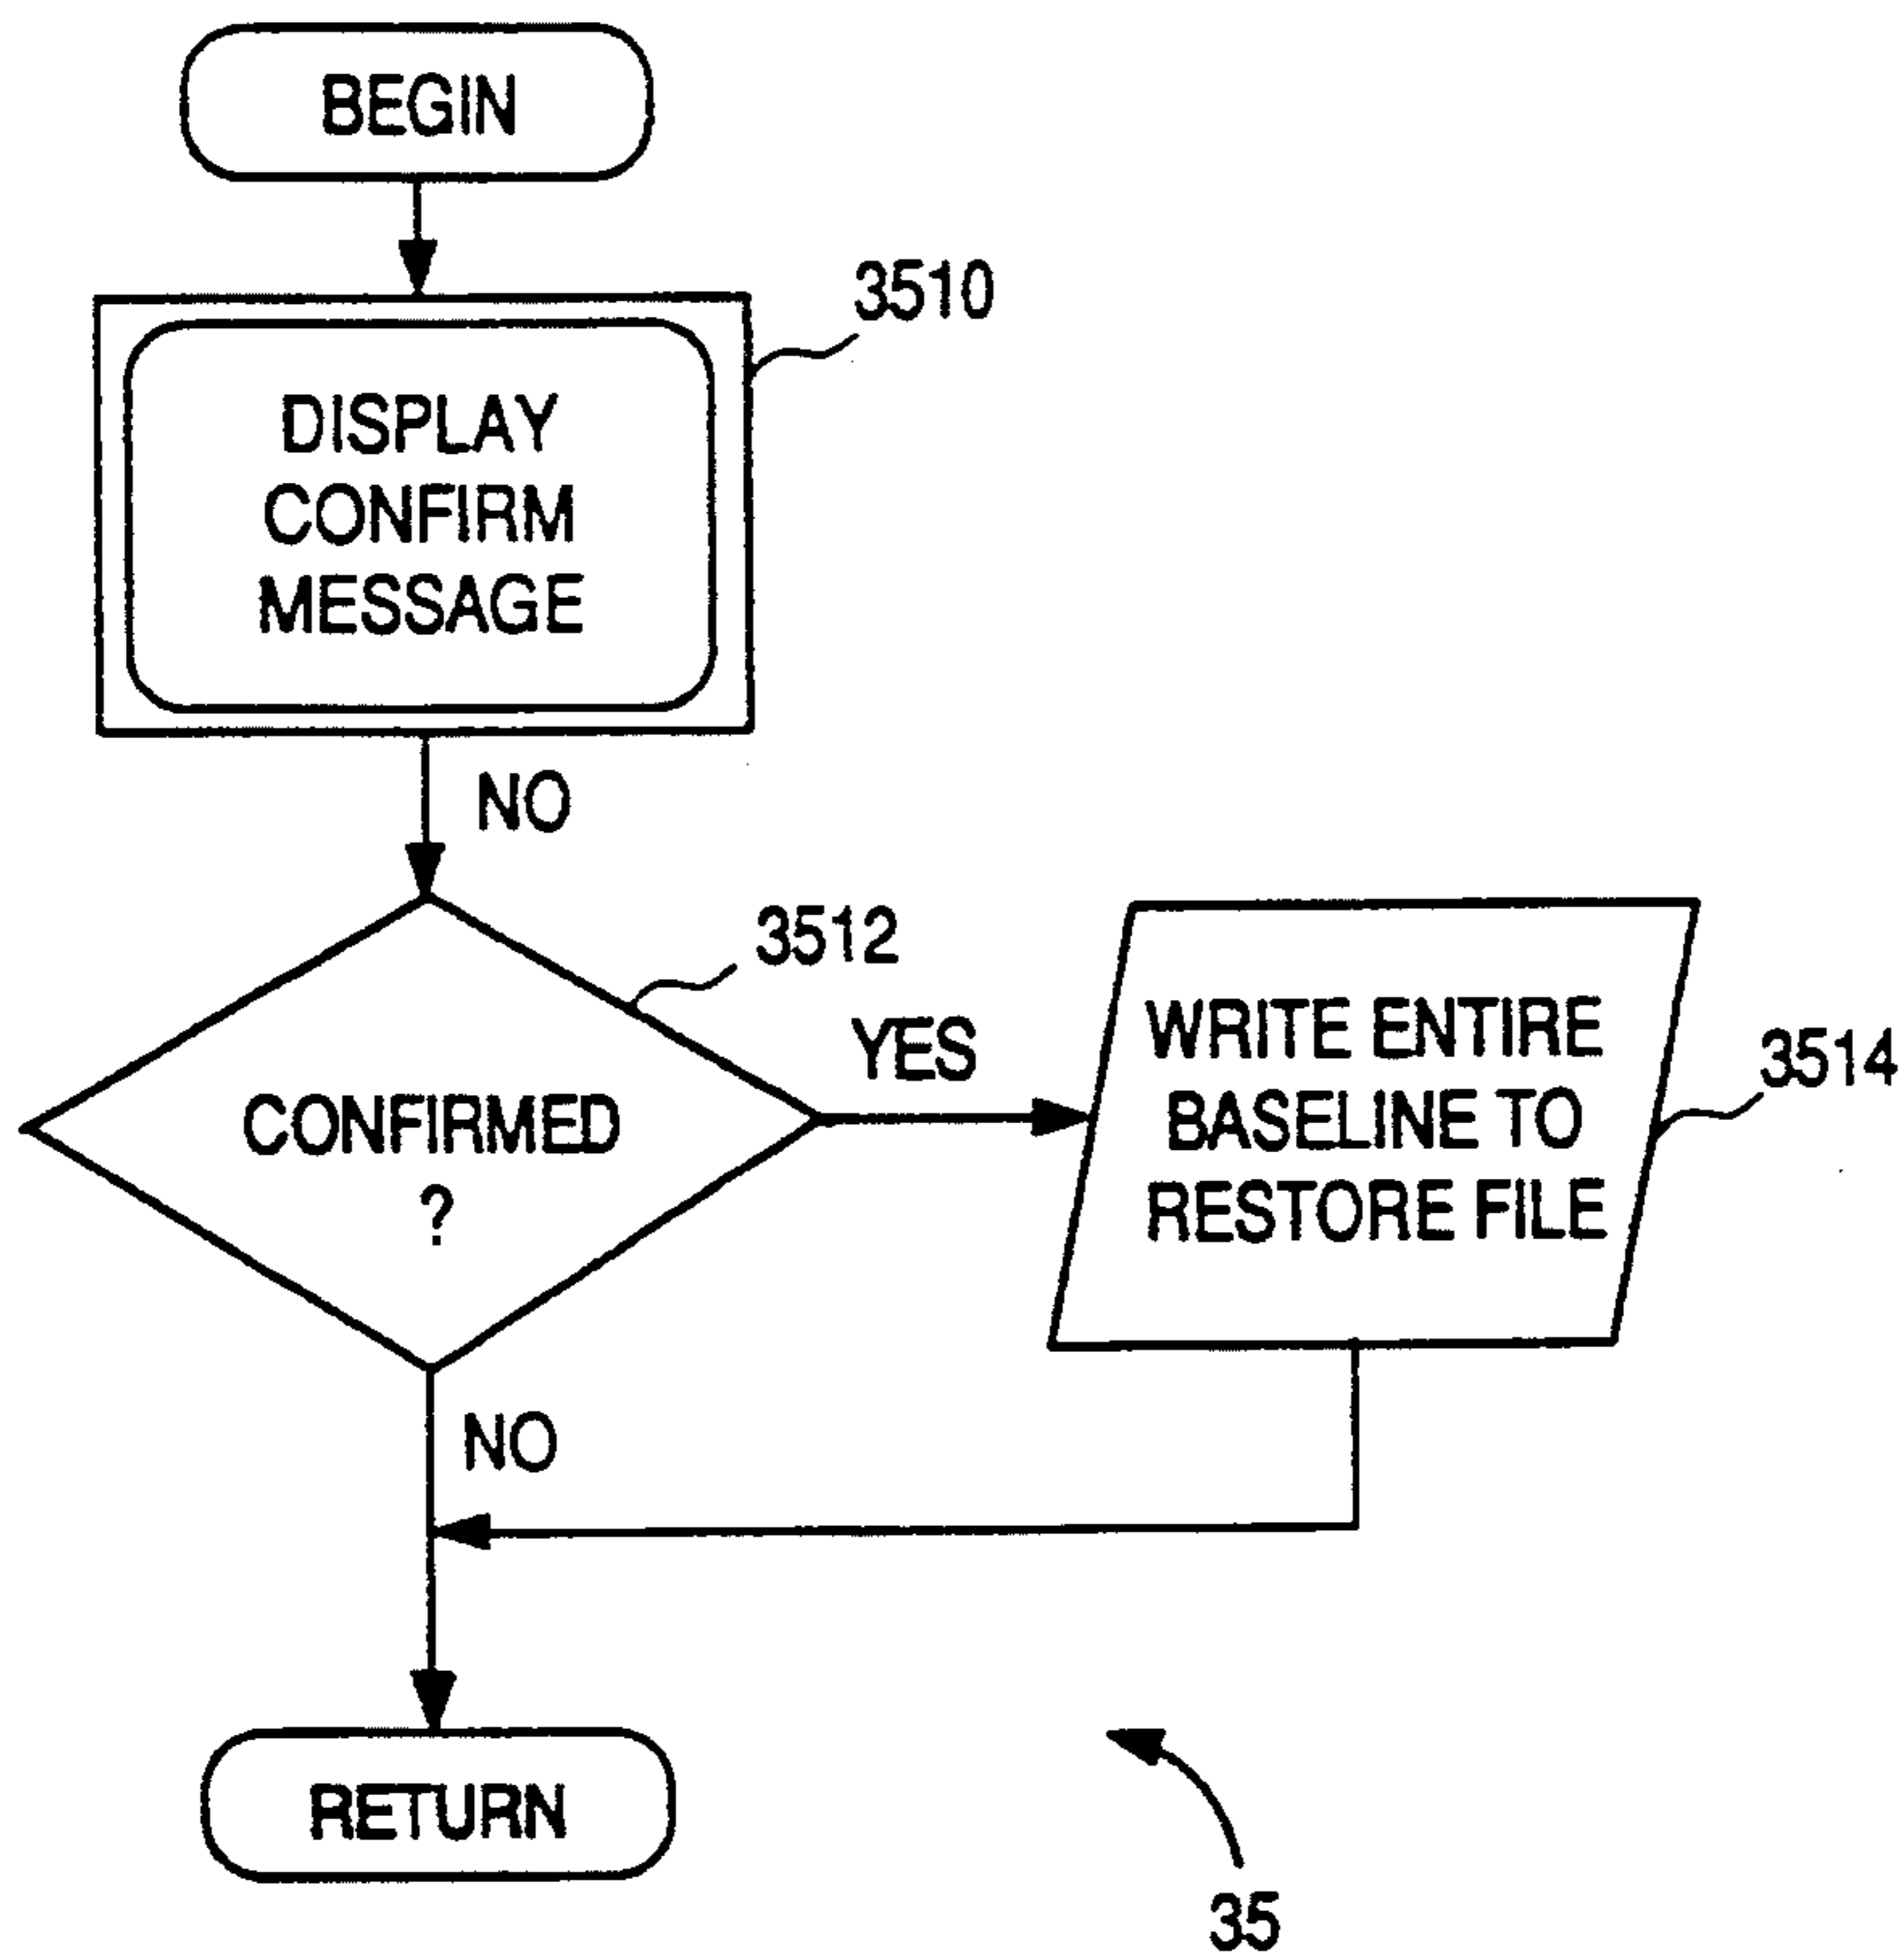 BEGIN
3510
DISPLAY
CONFIRM
MESSAGE
NO
3512
YES
CONFIRMED
?
WRITE ENTIRE
BASELINE TO
RESTORE FILE
3514
NO
RETURN
35